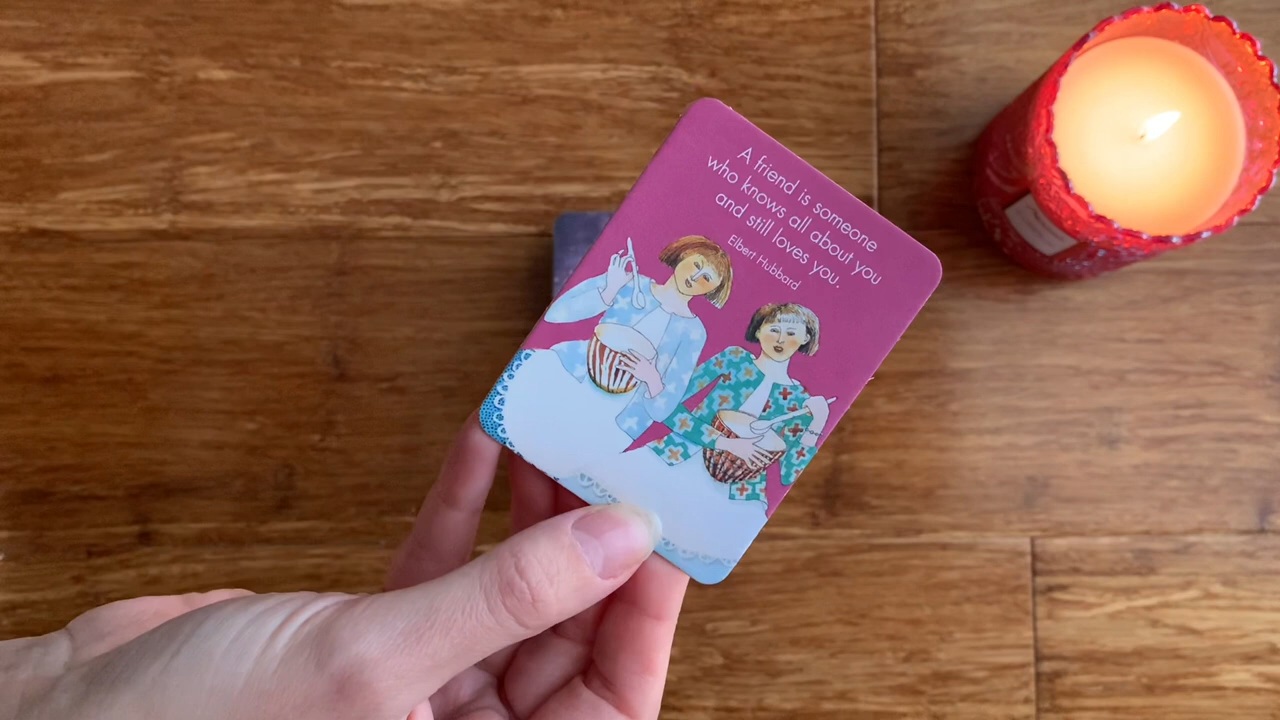 A friend is someone
who knows all about you
and still loves you.
Elbert Hubbard